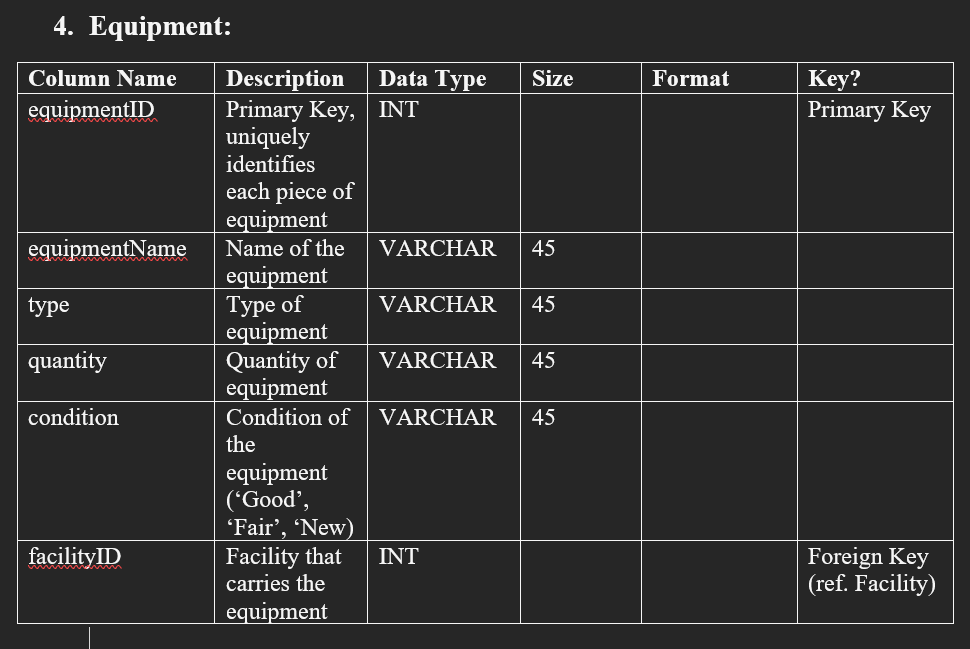 4. Equipment:
Column Name Description Data Type Size Format Key?
equipmentID Primary Key, INT Primary Key
uniquely
identifies
each piece of
equipment
equipmentName Name of the VARCHAR 45
equipment
type Type of VARCHAR 45
equipment
quantity Quantity of VARCHAR 45
equipment
condition Condition of VARCHAR 45
the
equipment
(‘Good’,
‘Fair’, ‘New)
facilityID Facility that INT Foreign Key
carries the (ref. Facility)
equipment